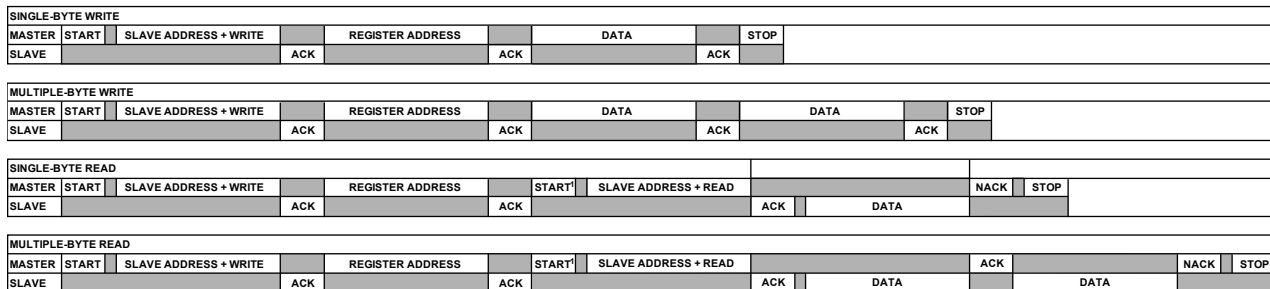 SINGLE-BYTE WRITE
MASTER START SLAVE ADDRESS + WRITE REGISTER ADDRESS DATA STOP
SLAVE ACK ACK ACK
MULTIPLE-BYTE WRITE
MASTER START SLAVE ADDRESS + WRITE REGISTER ADDRESS DATA DATA STOP
SLAVE ACK ACK ACK ACK
SINGLE-BYTE READ
MASTER START SLAVE ADDRESS + WRITE REGISTER ADDRESS START¹ SLAVE ADDRESS + READ NACK STOP
SLAVE ACK ACK ACK DATA
MULTIPLE-BYTE READ
MASTER START SLAVE ADDRESS + WRITE REGISTER ADDRESS START¹ SLAVE ADDRESS + READ ACK NACK STOP
SLAVE ACK ACK ACK DATA DATA